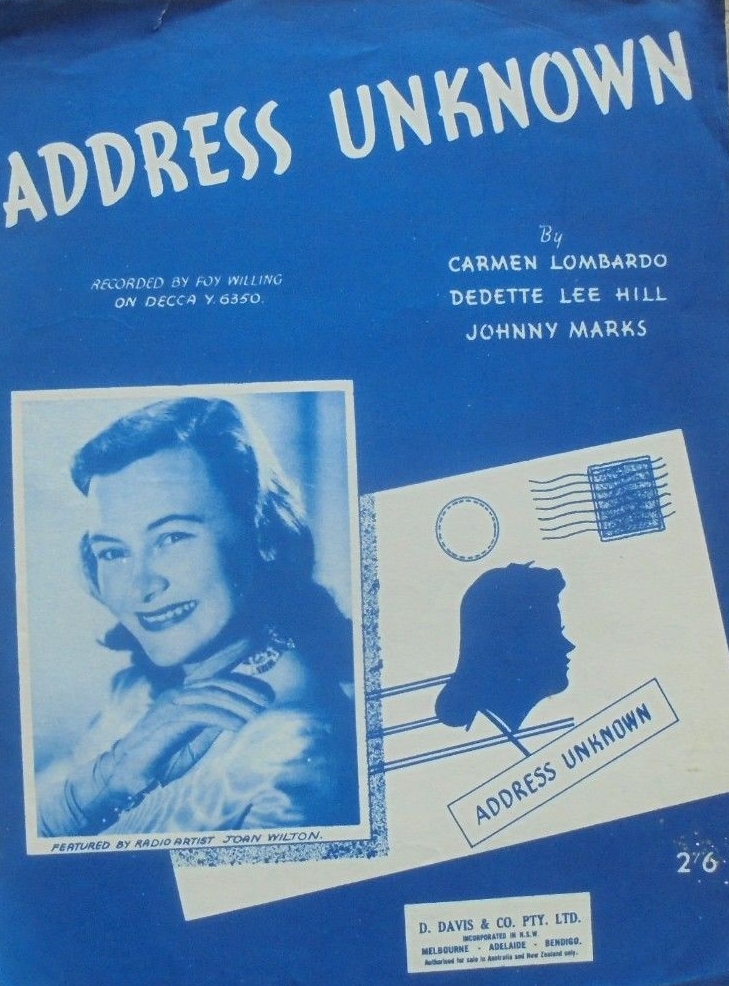 ADDRESS UNKNOWN
By
CARMEN LOMBARDO
DEDETTE LEE HILL
JOHNNY MARKS
RECORDED BY FOY WILLING
ON DECCA Y. 6350.
FEATURED BY RADIO ARTIST JOAN WILTON.
ADDRESS UNKNOWN
2/6
D. DAVIS & CO. PTY. LTD.
INCORPORATED IN N.S.W.
MELBOURNE - ADELAIDE - BENDIGO.
Authorised for sale in Australia and New Zealand only.